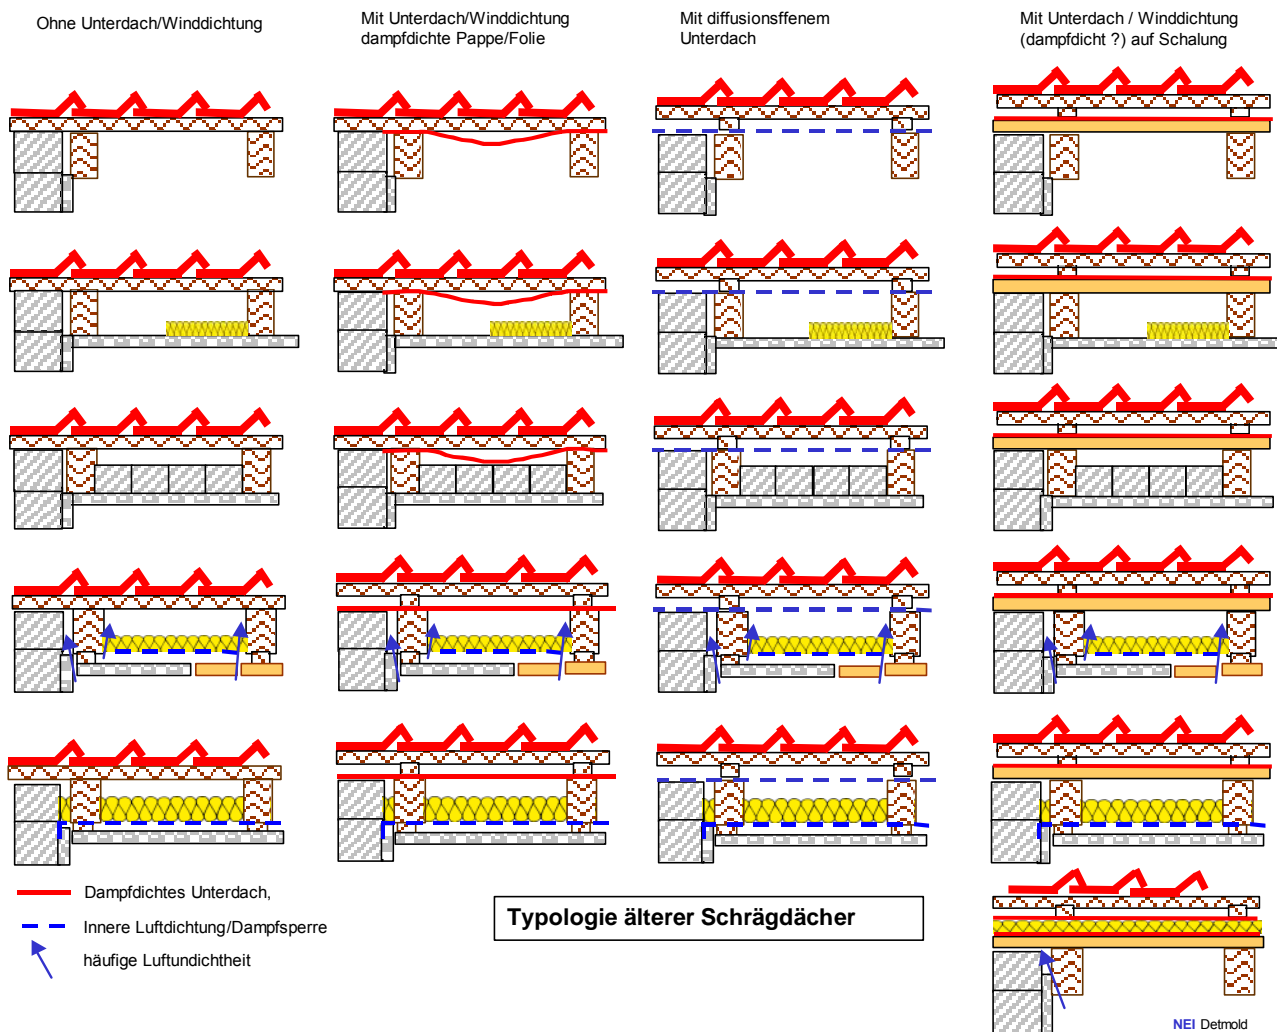 Ohne Unterdach/Winddichtung
Mit Unterdach/Winddichtung
dampfdichte Pappe/Folie
Mit diffusionsffenem
Unterdach
Mit Unterdach / Winddichtung
(dampfdicht ?) auf Schalung
Dampfdichtes Unterdach,
Innere Luftdichtung/Dampfsperre
häufige Luftundichtheit
Typologie älterer Schrägdächer
NEI Detmold